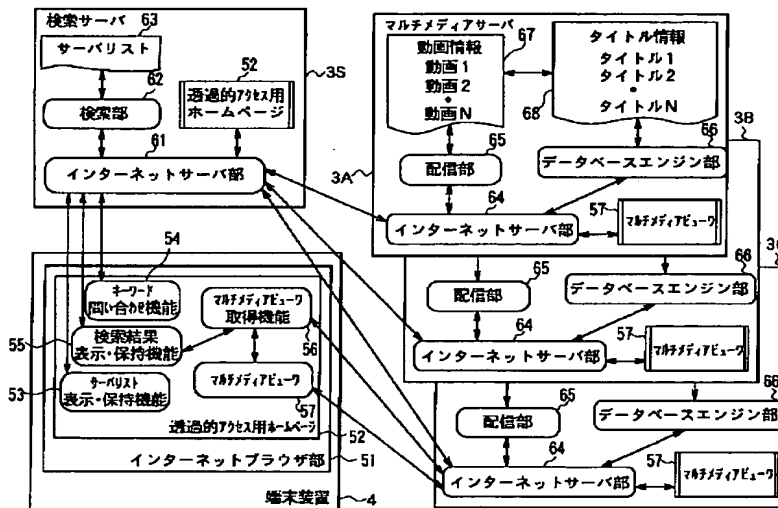 検索サーバ
63
サーバリスト
62
52
3S
検索部
透過的アクセス用
ホームページ
61
インターネットサーバ部
マルチメディアサーバ
67
動画情報
動画1
動画2
・
動画N
タイトル情報
タイトル1
タイトル2
・
タイトルN
68
65
66
3B
3A
配信部
データベースエンジン部
64
57
インターネットサーバ部
マルチメディアビューワ
3C
65
66
配信部
データベースエンジン部
64
57
インターネットサーバ部
マルチメディアビューワ
65
66
配信部
データベースエンジン部
64
57
インターネットサーバ部
マルチメディアビューワ
54
キーワード
問い合わせ機能
マルチメディアビューワ
取得機能
55
検索結果
表示・保持機能
56
53
サーバリスト
表示・保持機能
マルチメディアビューワ
57
透過的アクセス用ホームページ
52
インターネットブラウザ部
51
端末装置
4